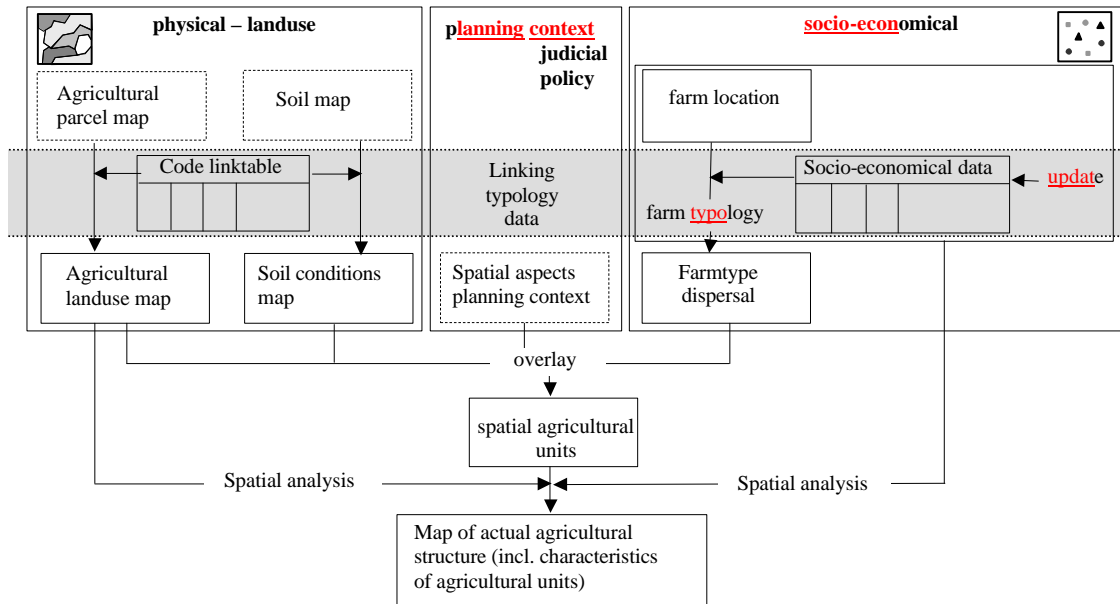 physical – landuse
planning context
judicial
policy
socio-economical
Agricultural
parcel map
Soil map
farm location
Code linktable
Linking
typology
data
Socio-economical data
update
farm typology
Agricultural
landuse map
Soil conditions
map
Spatial aspects
planning context
Farmtype
dispersal
overlay
spatial agricultural
units
Spatial analysis
Spatial analysis
Map of actual agricultural
structure (incl. characteristics
of agricultural units)